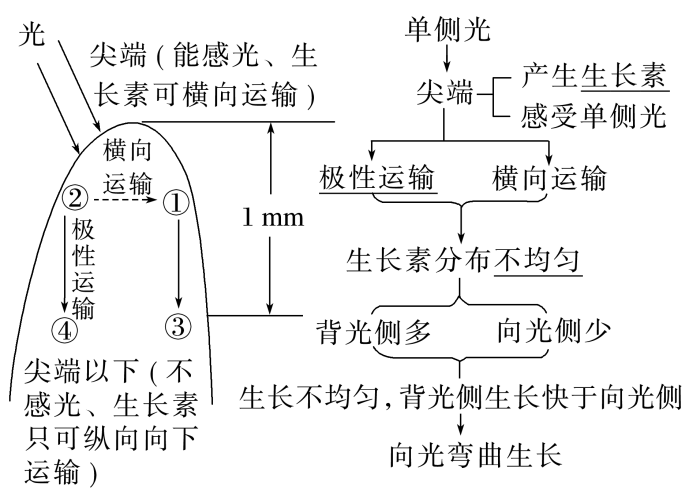 光
尖端(能感光、生
长素可横向运输)
横向
运输
②
①
极性运输
1 mm
④
③
尖端以下(不
感光、生长素
只可纵向向下
运输)
单侧光
尖端
产生生长素
感受单侧光
极性运输
横向运输
生长素分布不均匀
背光侧多
向光侧少
生长不均匀,背光侧生长快于向光侧
向光弯曲生长